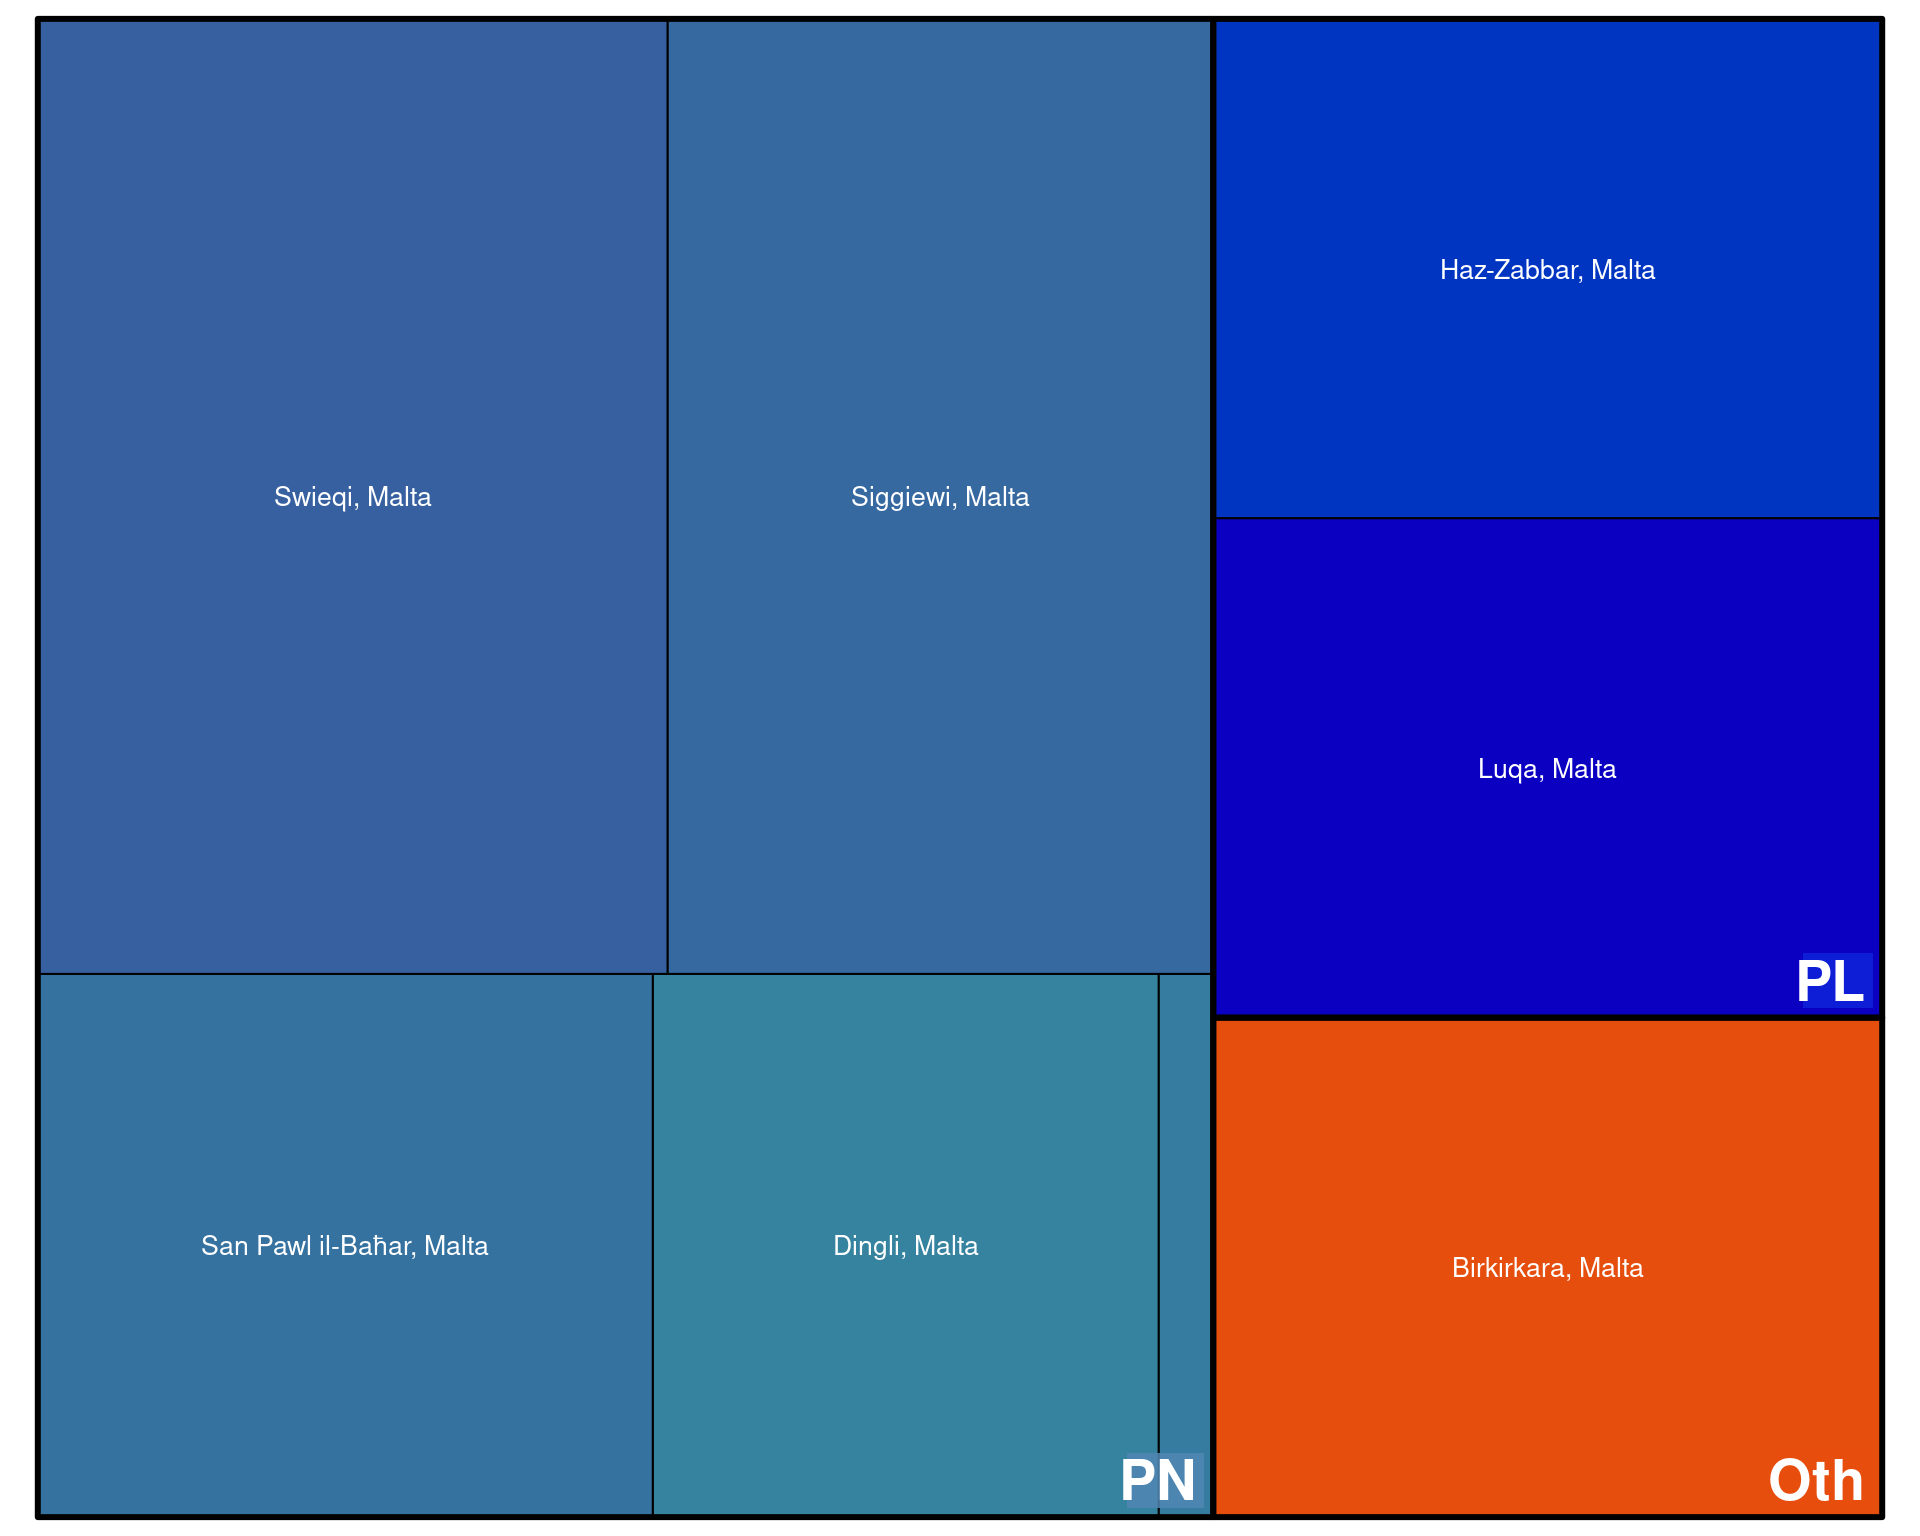 Swieqi, Malta
Siggiewi, Malta
San Pawl il-Baħar, Malta
Dingli, Malta
PN
Haz-Zabbar, Malta
Luqa, Malta
PL
Birkirkara, Malta
Oth